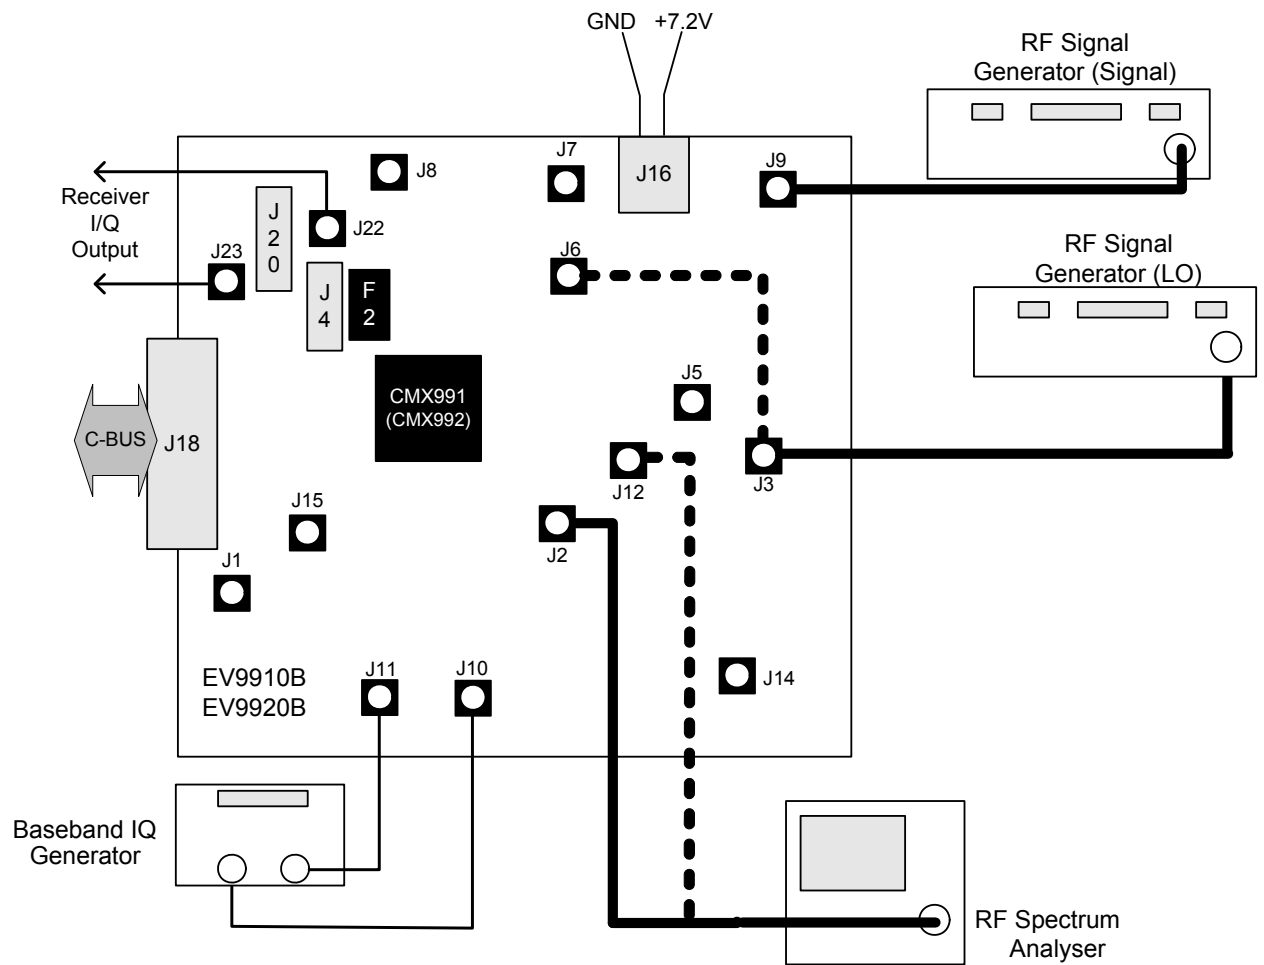 GND +7.2V
RF Signal
Generator (Signal)
J8
J7
J16
J9
Receiver
I/Q
Output
J
2
0
J22
J23
J6
RF Signal
Generator (LO)
J
4
F
2
CMX991
(CMX992)
J5
C-BUS
J18
J12
J3
J15
J2
J1
EV9910B
EV9920B
J11
J10
J14
Baseband IQ
Generator
RF Spectrum
Analyser